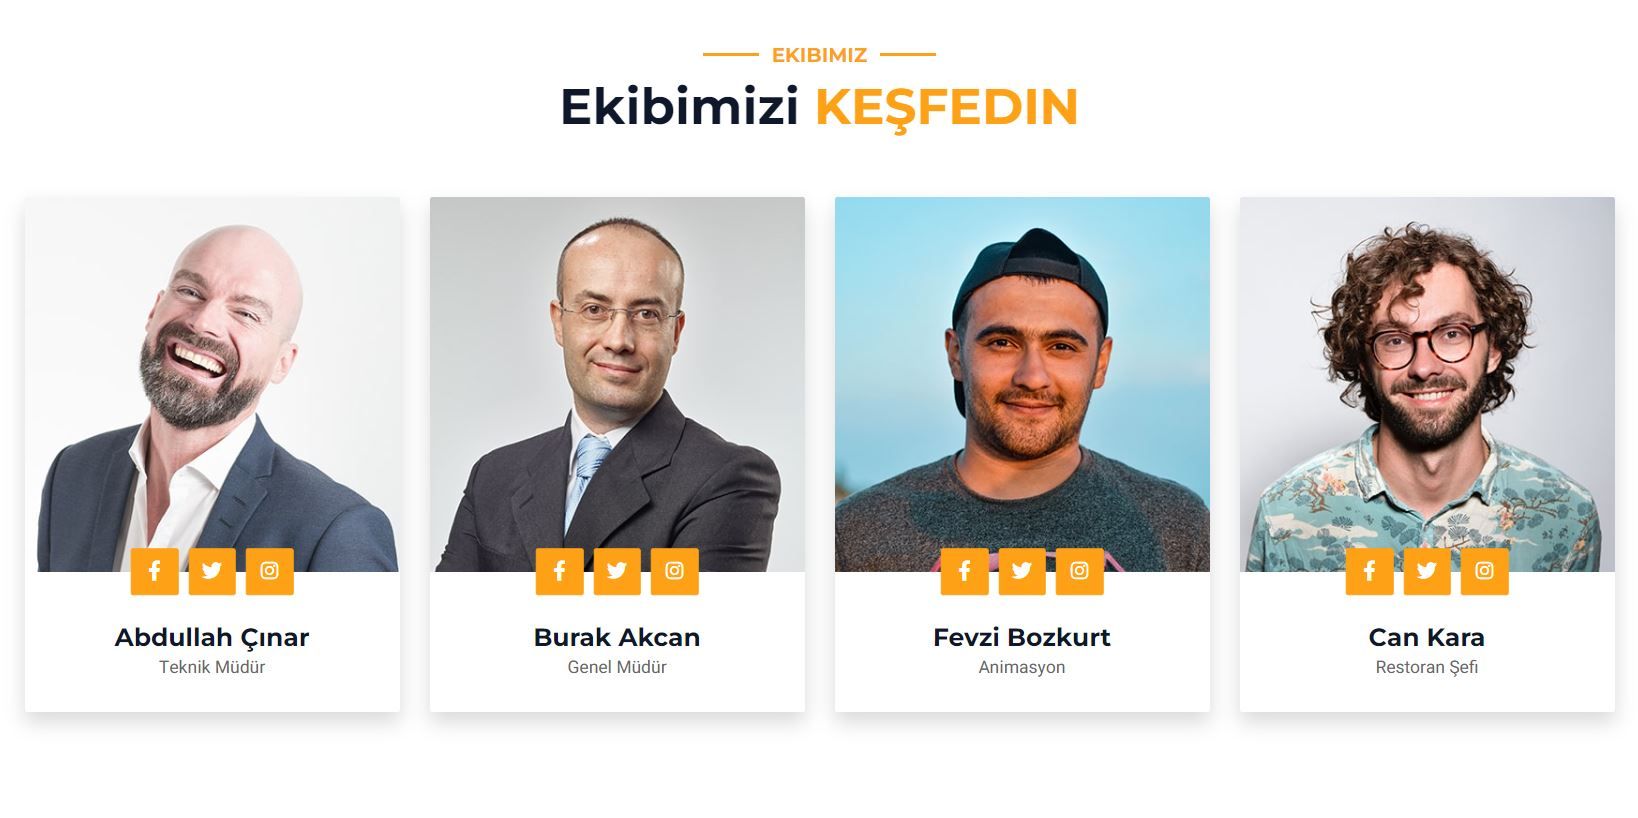 EKIBIMIZ
Ekibimizi KEŞFEDIN
Abdullah Çınar
Teknik Müdür
Burak Akcan
Genel Müdür
Fevzi Bozkurt
Animasyon
Can Kara
Restoran Şefi